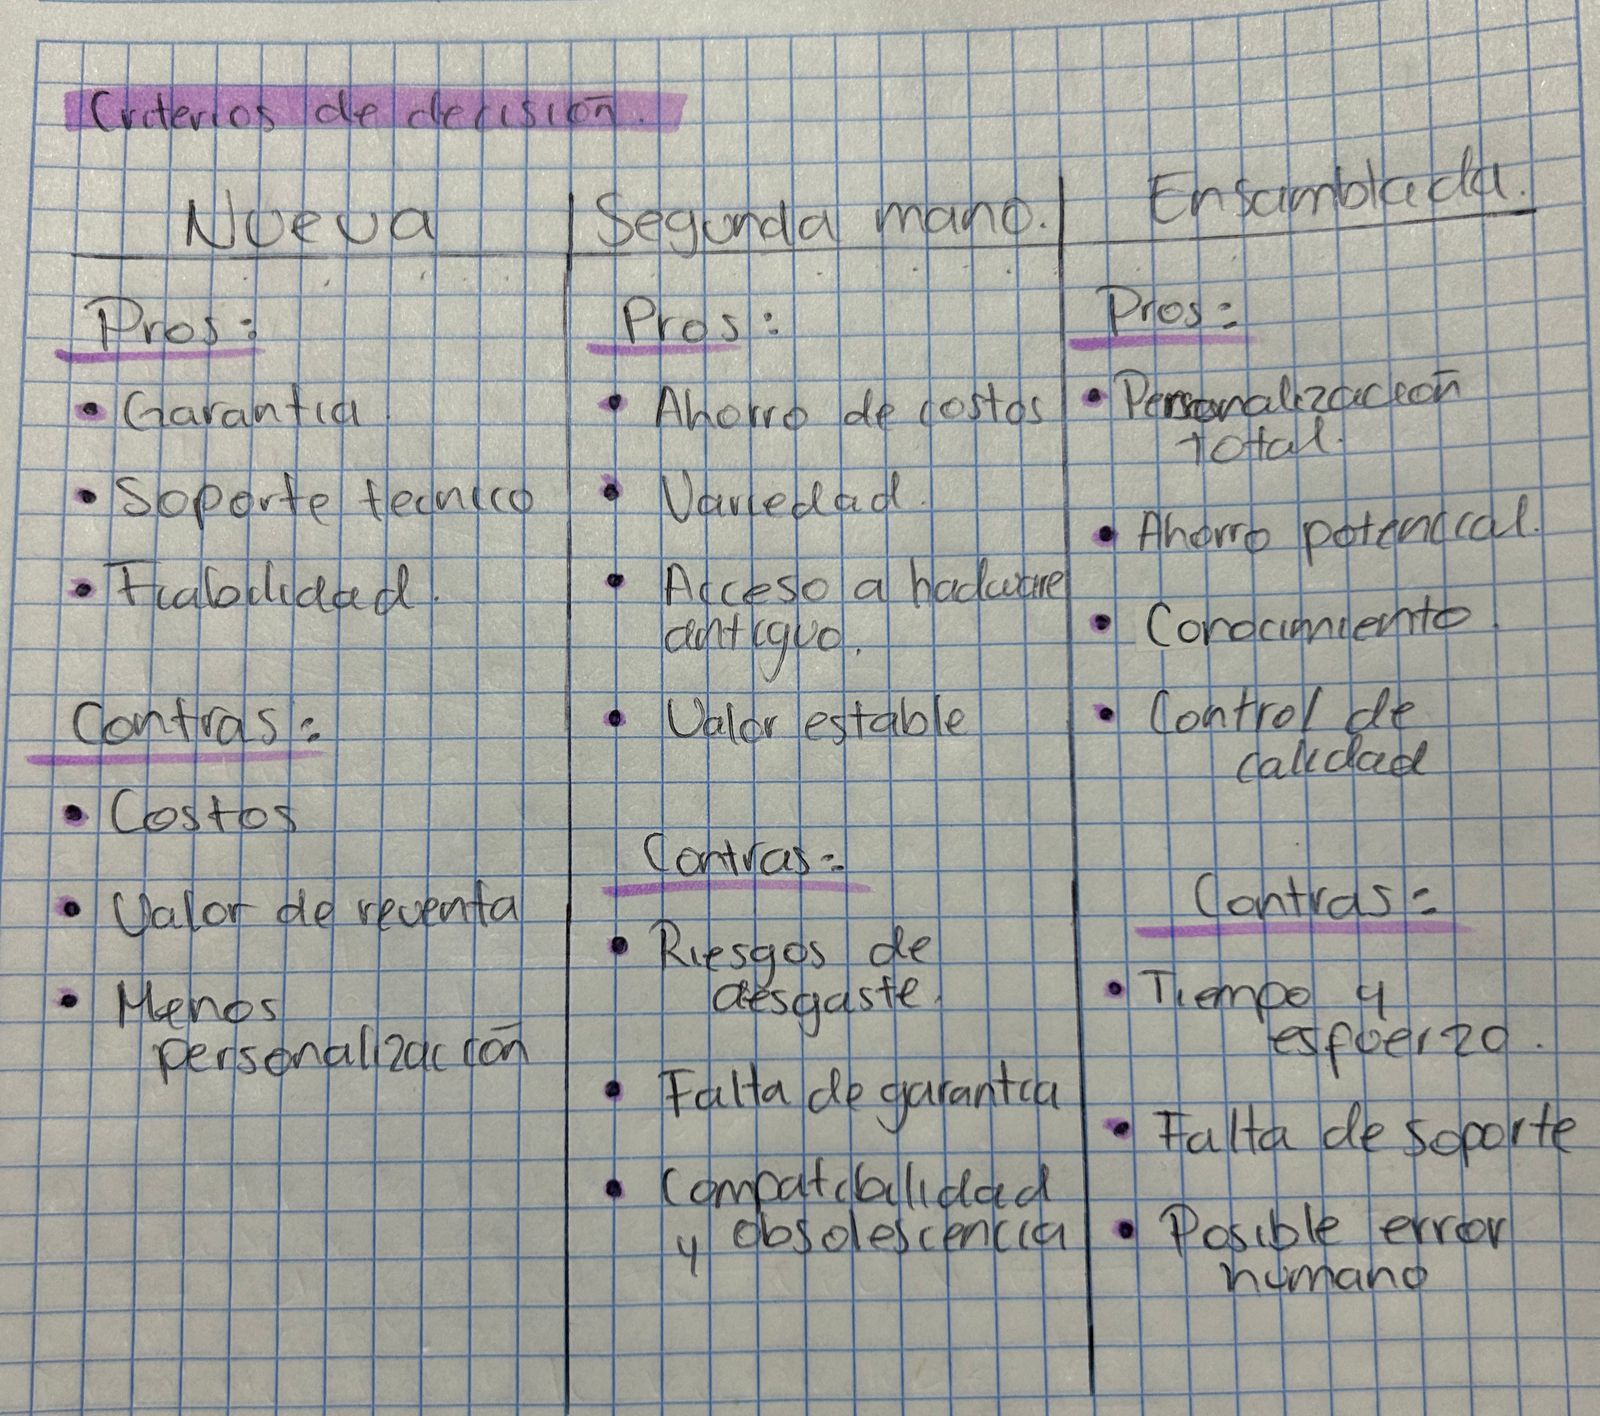 Criterios de decisión.
Nueva
Pros:
• Garantia
• Soporte tecnico
• Fiabilidad.
Contras:
• Costos
• Valor de reventa
• Menos
personalización
Segunda mano.
Pros:
• Ahorro de costos
• Variedad.
• Acceso a hadware
antiguo.
• Valor estable
Contras:
• Riesgos de
desgaste.
• Falta de garantia
• Compatibilidad
y obsolescencia
Ensamblada.
Pros:
• Personalización
total.
• Ahorro potencial.
• Conocimiento.
• Control de
calidad
Contras:
• Tiempo y
esfuerzo.
• Falta de soporte
• Posible error
humano